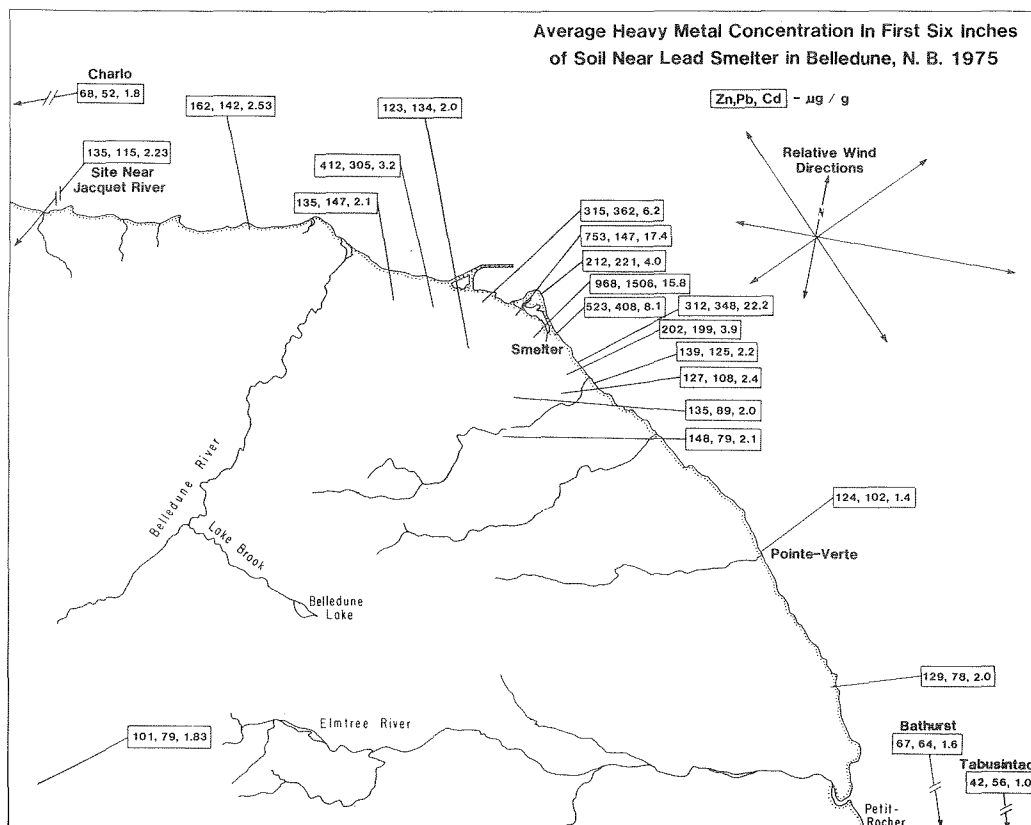 Average Heavy Metal Concentration In First Six Inches
of Soil Near Lead Smelter in Belledune, N. B. 1975
Charlo
68, 52, 1.8
162, 142, 2.53
123, 134, 2.0
Zn,Pb, Cd - µg / g
135, 115, 2.23
Site Near
Jacquet River
412, 305, 3.2
135, 147, 2.1
Relative Wind
Directions
N
315, 362, 6.2
753, 147, 17.4
212, 221, 4.0
968, 1506, 15.8
523, 408, 8.1
312, 348, 22.2
202, 199, 3.9
Smelter
139, 125, 2.2
127, 108, 2.4
135, 89, 2.0
148, 79, 2.1
Belledune River
Lake Brook
124, 102, 1.4
Pointe-Verte
Belledune
Lake
129, 78, 2.0
Elmtree River
101, 79, 1.83
Bathurst
67, 64, 1.6
Tabusintac
42, 56, 1.0
Petit-
Rocher